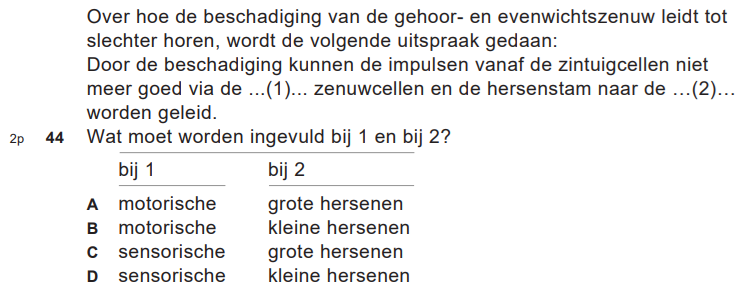 Over hoe de beschadiging van de gehoor- en evenwichtszenuw leidt tot
slechter horen, wordt de volgende uitspraak gedaan:
Door de beschadiging kunnen de impulsen vanaf de zintuigcellen niet
meer goed via de ...(1)... zenuwcellen en de hersenstam naar de …(2)…
worden geleid.
2p 44 Wat moet worden ingevuld bij 1 en bij 2?
bij 1 bij 2
A motorische grote hersenen
B motorische kleine hersenen
C sensorische grote hersenen
D sensorische kleine hersenen